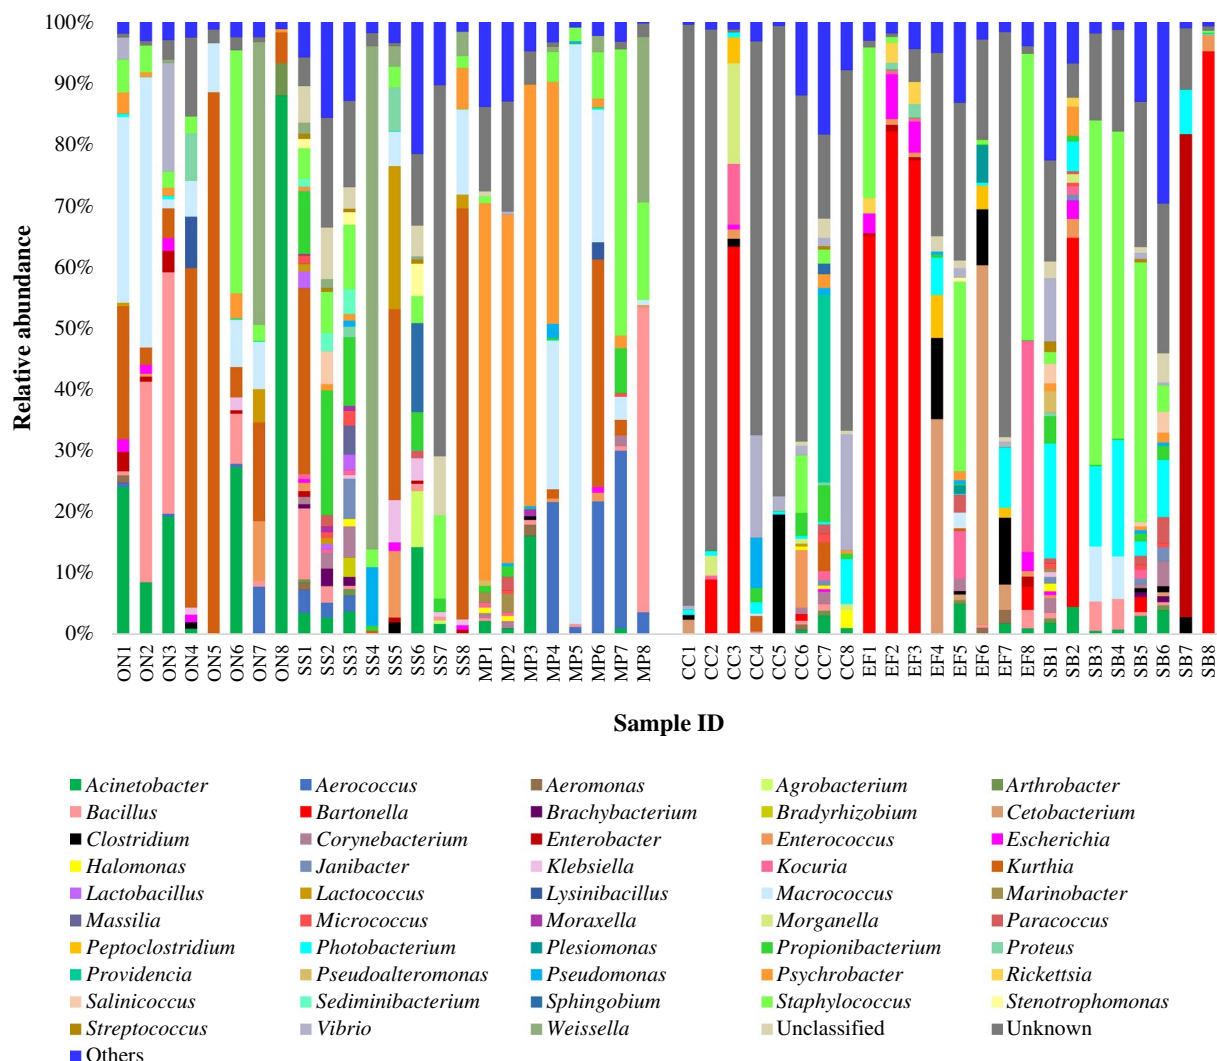 100%
90%
80%
70%
60%
50%
40%
30%
20%
10%
0%
Relative abundance
ON1 ON2 ON3 ON4 ON5 ON6 ON7 ON8 SS1 SS2 SS3 SS4 SS5 SS6 SS7 SS8 MP1 MP2 MP3 MP4 MP5 MP6 MP7 MP8 CC1 CC2 CC3 CC4 CC5 CC6 CC7 CC8 EF1 EF2 EF3 EF4 EF5 EF6 EF7 EF8 SB1 SB2 SB3 SB4 SB5 SB6 SB7 SB8
Sample ID
Acinetobacter Aerococcus Aeromonas Agrobacterium Arthrobacter
Bacillus Bartonella Brachybacterium Bradyrhizobium Cetobacterium
Clostridium Corynebacterium Enterobacter Enterococcus Escherichia
Halomonas Janibacter Klebsiella Kocuria Kurthia
Lactobacillus Lactococcus Lysinibacillus Macrococcus Marinobacter
Massilia Micrococcus Moraxella Morganella Paracoccus
Peptoclostridium Photobacterium Plesiomonas Propionibacterium Proteus
Providencia Pseudoalteromonas Pseudomonas Psychrobacter Rickettsia
Salinicoccus Sediminibacterium Sphingobium Staphylococcus Stenotrophomonas
Streptococcus Vibrio Weissella Unclassified Unknown
Others